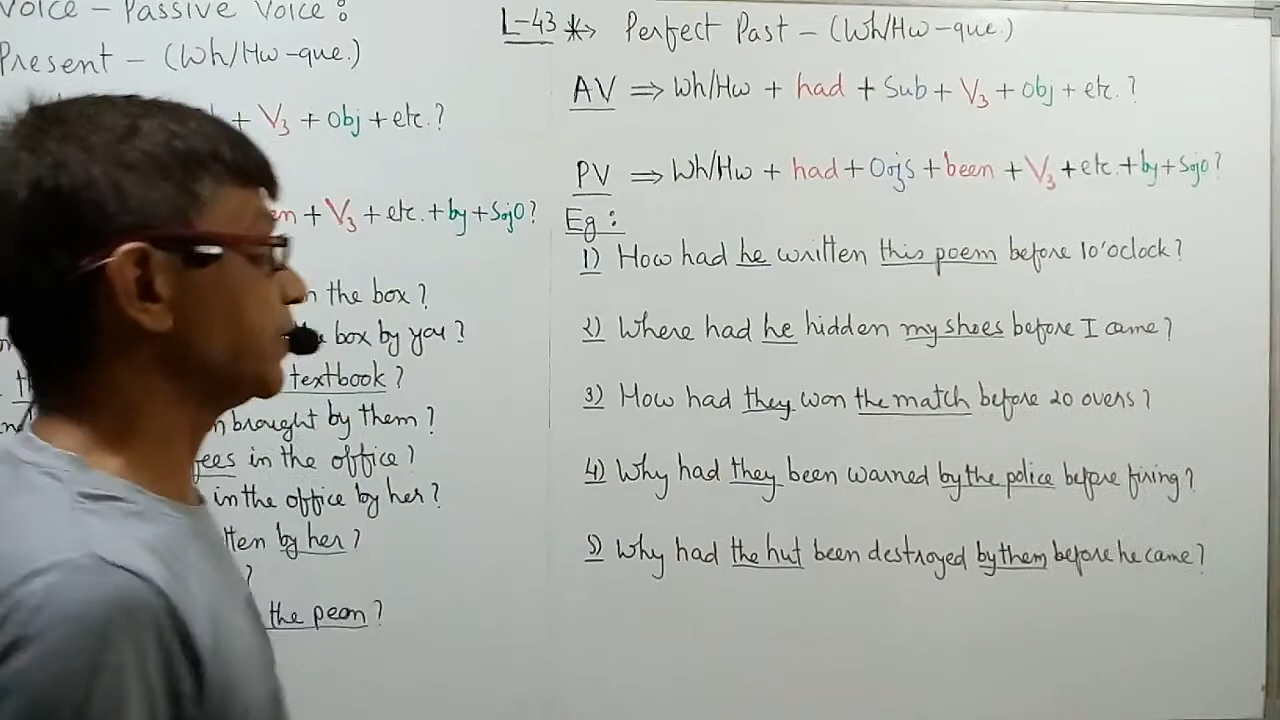 Voice - Passive Voice :
Present - (Wh/Hw-que.)
+ V3 + Obj + etc.?
+ V3 + etc. + by + SojO?
the box?
box by you?
textbook?
brought by them?
in the office?
in the office by her?
by her?
?
the peon?
L-43 * → Perfect Past - (Wh/Hw-que.)
AV ⇒ Wh/Hw + had + Sub + V3 + Obj + etc.?
PV ⇒ Wh/Hw + had + Oojs + been + V3 + etc. + by + SojO?
Eg :
1) How had he written this poem before 10'oclock?
2) Where had he hidden my shoes before I came?
3) How had they won the match before 20 overs?
4) Why had they been warned by the police before firing?
5) Why had the hut been destroyed by them before he came?